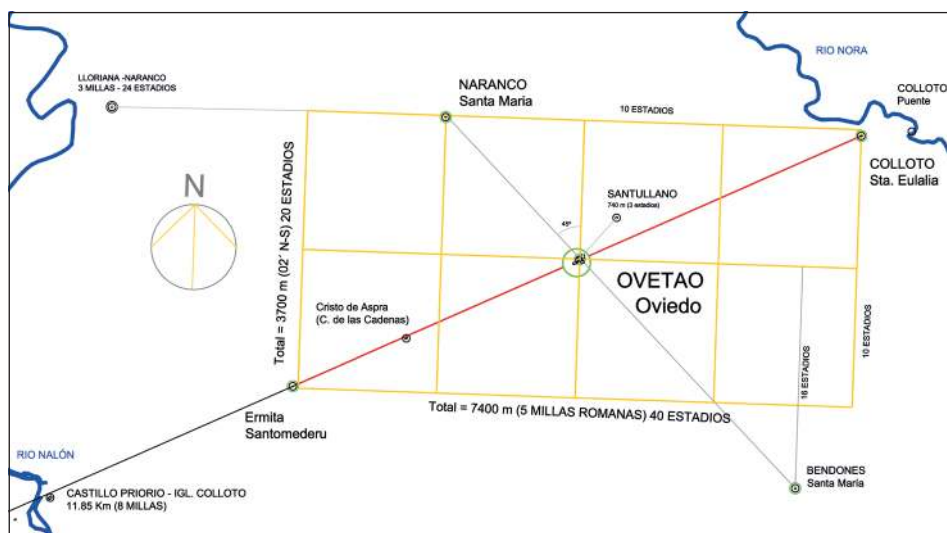 RIO NORA
LLORIANA -NARANCO
3 MILLAS - 24 ESTADIOS
NARANCO
Santa Maria
10 ESTADIOS
COLLOTO
Puente
COLLOTO
Sta. Eulalia
N
SANTULLANO
740 m (3 estadios)
45º
Total = 3700 m (02' N-S) 20 ESTADIOS
OVETAO
Oviedo
Cristo de Aspra
(C. de las Cadenas)
16 ESTADIOS
10 ESTADIOS
Ermita
Santomederu
Total = 7400 m (5 MILLAS ROMANAS) 40 ESTADIOS
RIO NALÓN
CASTILLO PRIORIO - IGL. COLLOTO
11.85 Km (8 MILLAS)
BENDONES
Santa María